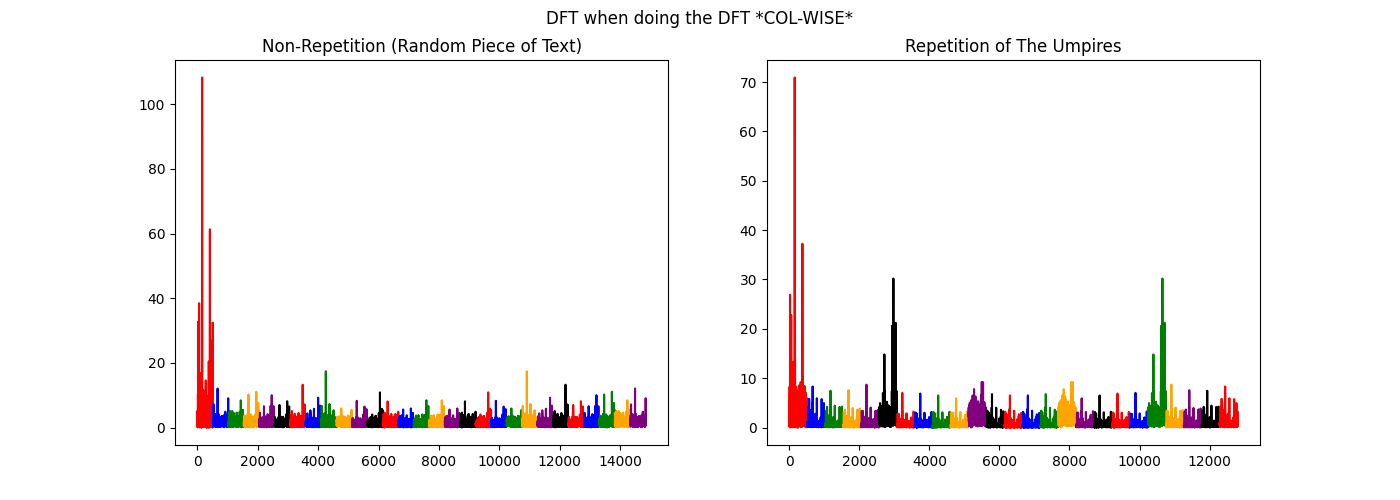 DFT when doing the DFT *COL-WISE*
Non-Repetition (Random Piece of Text)
100
80
60
40
20
0
0 2000 4000 6000 8000 10000 12000 14000
Repetition of The Umpires
70
60
50
40
30
20
10
0
0 2000 4000 6000 8000 10000 12000